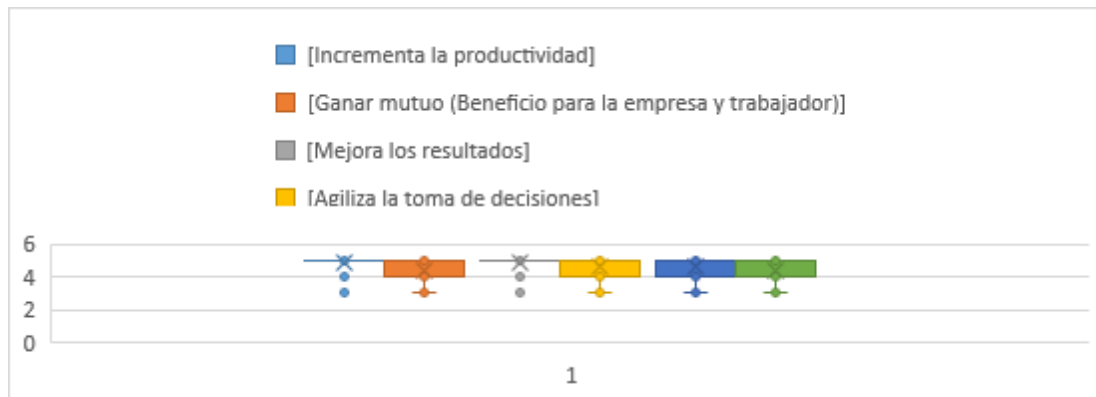 [Incrementa la productividad]
[Ganar mutuo (Beneficio para la empresa y trabajador)]
[Mejora los resultados]
[Agiliza la toma de decisiones]
6
4
2
0
1